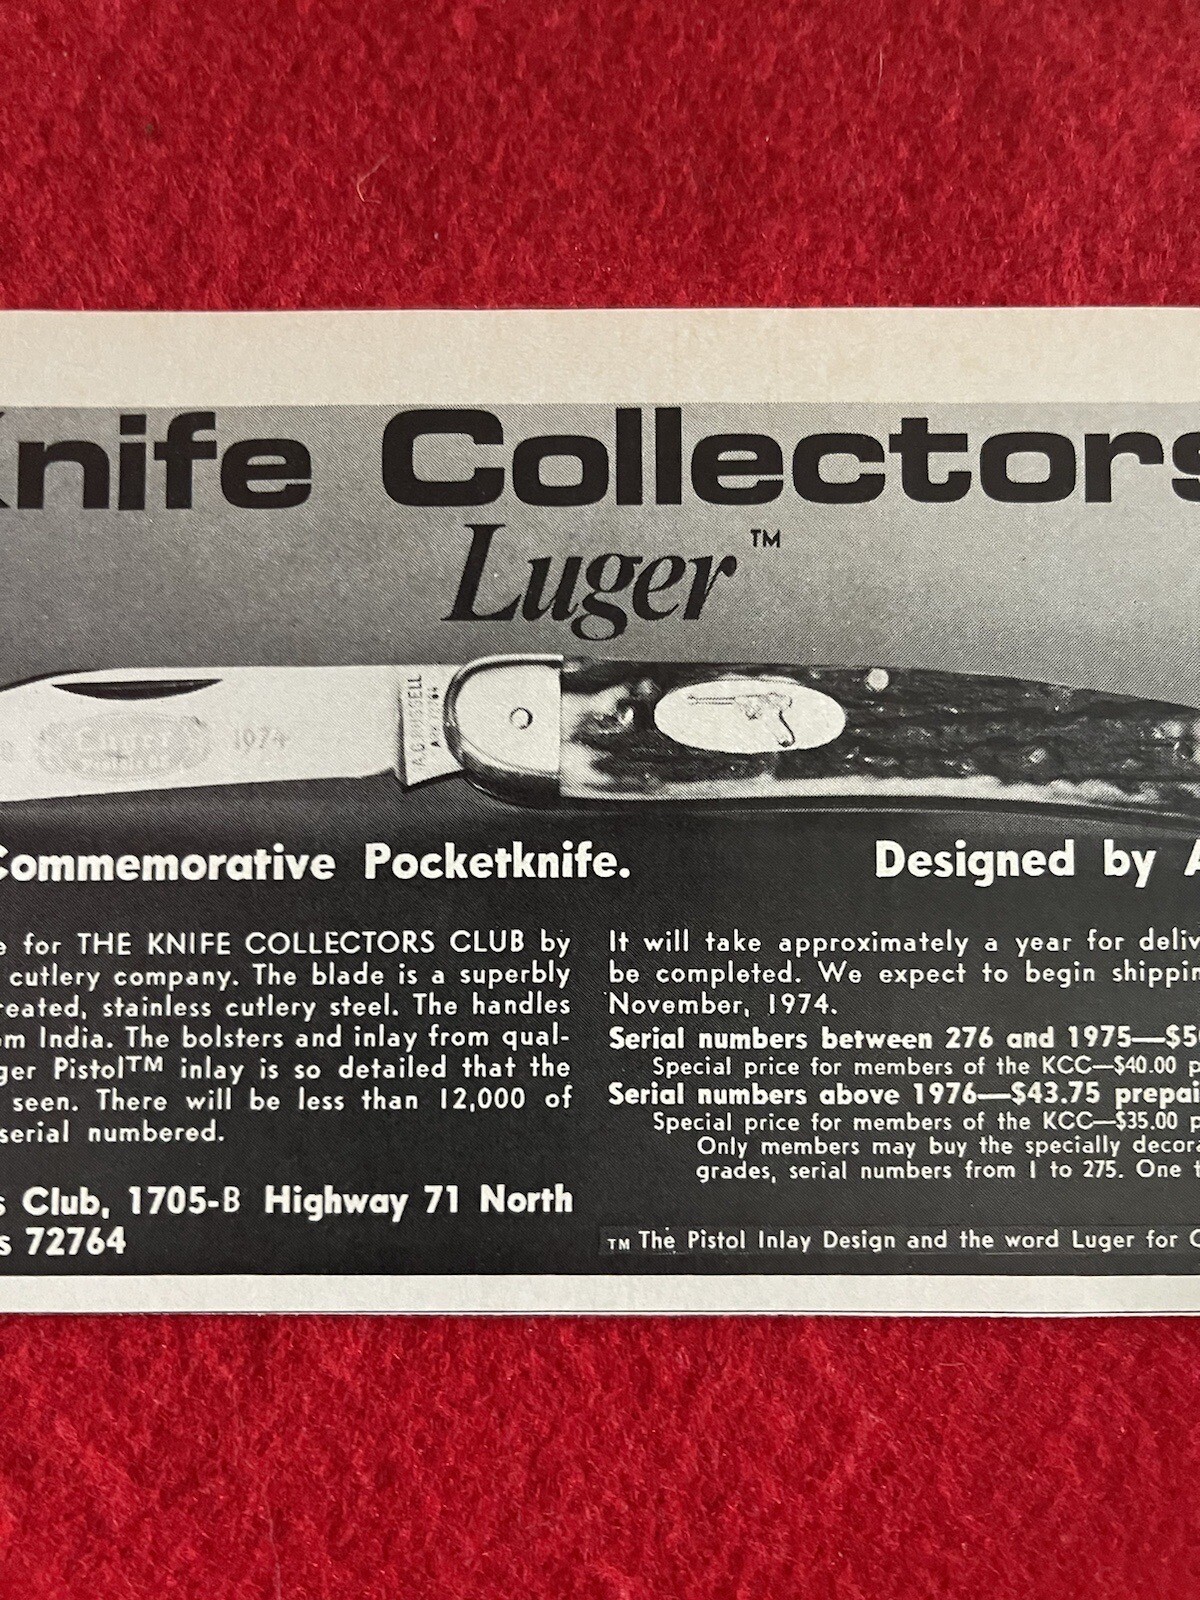 nife Collectors
Luger™
A.G. RUSSELL
1974
Commemorative Pocketknife.
Designed by A
e for THE KNIFE COLLECTORS CLUB by
cutlery company. The blade is a superbly
reated, stainless cutlery steel. The handles
om India. The bolsters and inlay from qual-
ger Pistol™ inlay is so detailed that the
seen. There will be less than 12,000 of
serial numbered.
s Club, 1705-B Highway 71 North
s 72764
It will take approximately a year for deliv
be completed. We expect to begin shippin
November, 1974.
Serial numbers between 276 and 1975—$5
Special price for members of the KCC—$40.00 p
Serial numbers above 1976—$43.75 prepai
Special price for members of the KCC—$35.00 p
Only members may buy the specially decora
grades, serial numbers from 1 to 275. One t
TM The Pistol Inlay Design and the word Luger for